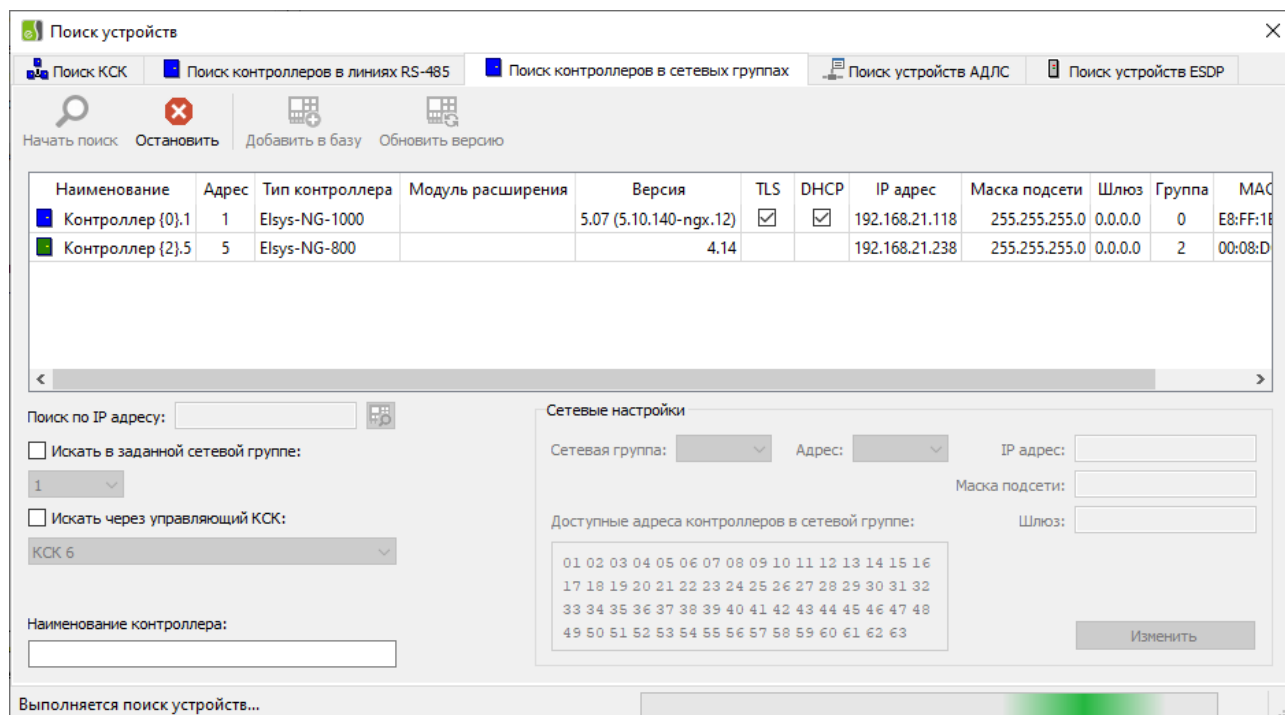 Поиск устройств
Поиск КСК Поиск контроллеров в линиях RS-485 Поиск контроллеров в сетевых группах Поиск устройств АДЛС Поиск устройств ESDP
Начать поиск Остановить Добавить в базу Обновить версию
Наименование Адрес Тип контроллера Модуль расширения Версия TLS DHCP IP адрес Маска подсети Шлюз Группа MAC
Контроллер {0}.1 1 Elsys-NG-1000 5.07 (5.10.140-ngx.12) 192.168.21.118 255.255.255.0 0.0.0.0 0 E8:FF:1E
Контроллер {2}.5 5 Elsys-NG-800 4.14 192.168.21.238 255.255.255.0 0.0.0.0 2 00:08:D
Поиск по IP адресу:
Искать в заданной сетевой группе:
1
Искать через управляющий КСК:
КСК 6
Наименование контроллера:
Сетевые настройки
Сетевая группа: Адрес: IP адрес:
Маска подсети:
Доступные адреса контроллеров в сетевой группе: Шлюз:
01 02 03 04 05 06 07 08 09 10 11 12 13 14 15 16
17 18 19 20 21 22 23 24 25 26 27 28 29 30 31 32
33 34 35 36 37 38 39 40 41 42 43 44 45 46 47 48
49 50 51 52 53 54 55 56 57 58 59 60 61 62 63
Изменить
Выполняется поиск устройств...